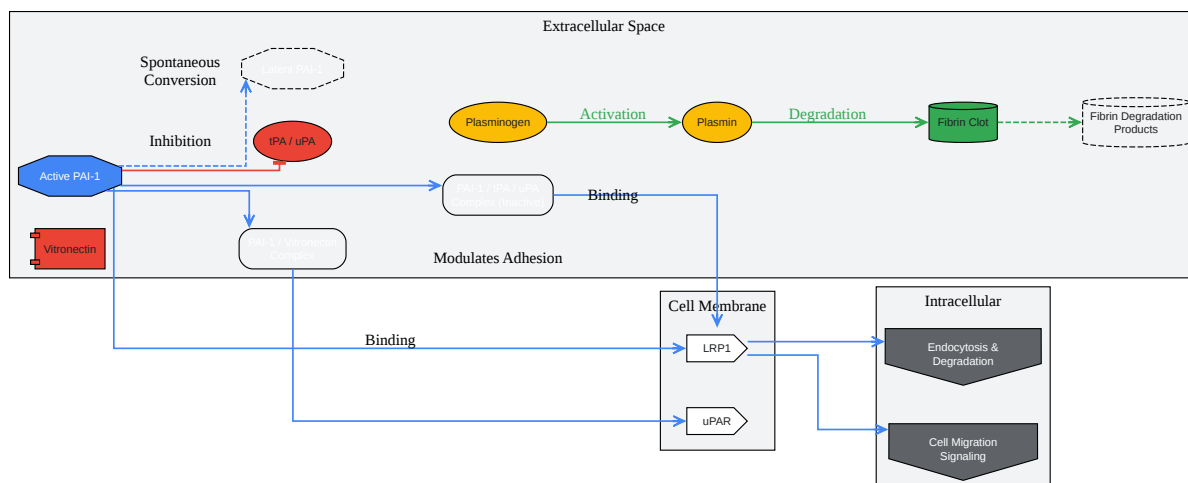 Extracellular Space
Spontaneous
Conversion
Latent PAI-1
Inhibition
tPA / uPA
Plasminogen
Activation
Plasmin
Degradation
Fibrin Clot
Fibrin Degradation
Products
Active PAI-1
PAI-1 / tPA / uPA
Complex (Inactive)
Binding
Vitronectin
PAI-1 / Vitronectin
Complex
Modulates Adhesion
Cell Membrane
Intracellular
Binding
LRP1
Endocytosis &
Degradation
uPAR
Cell Migration
Signaling